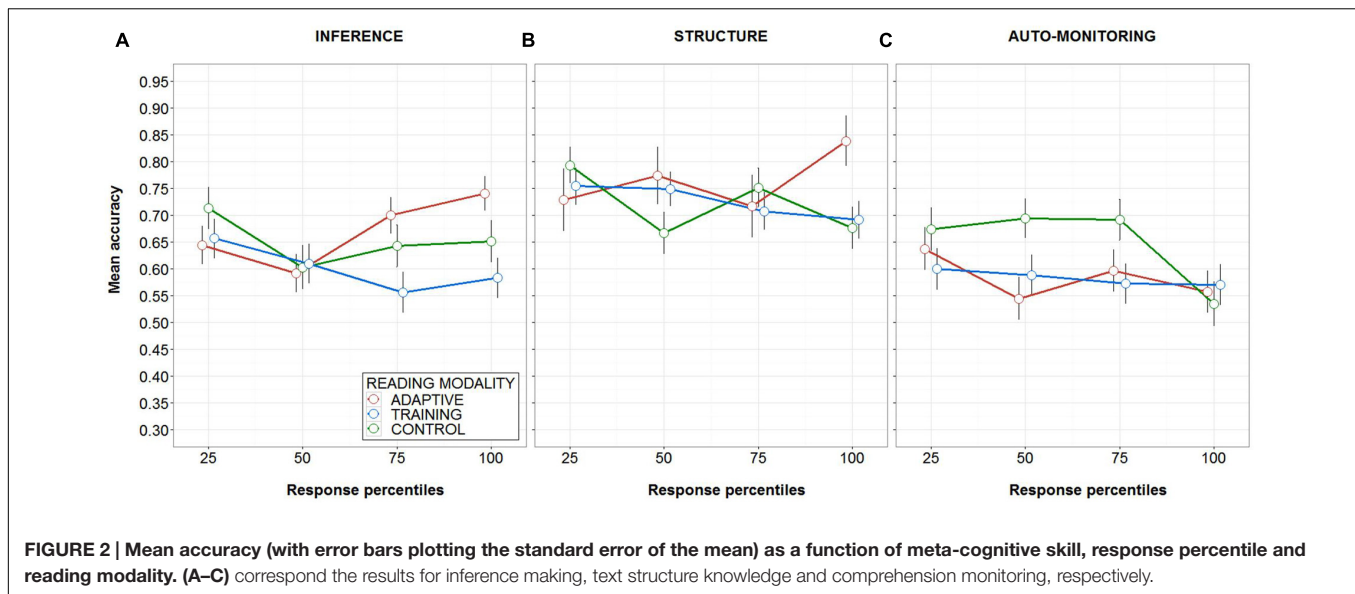 A INFERENCE B STRUCTURE C AUTO-MONITORING
Mean accuracy
0.95
0.90
0.85
0.80
0.75
0.70
0.65
0.60
0.55
0.50
0.45
0.40
0.35
0.30
READING MODALITY
ADAPTIVE
TRAINING
CONTROL
25 50 75 100 25 50 75 100 25 50 75 100
Response percentiles Response percentiles Response percentiles
FIGURE 2 | Mean accuracy (with error bars plotting the standard error of the mean) as a function of meta-cognitive skill, response percentile and
reading modality. (A–C) correspond the results for inference making, text structure knowledge and comprehension monitoring, respectively.